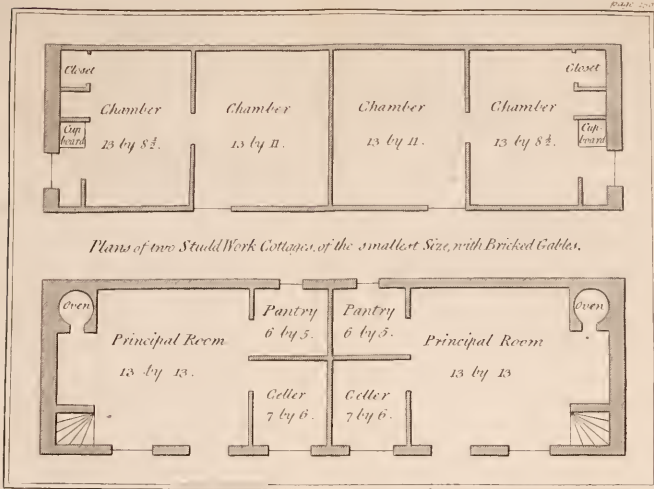 Closet
Closet
Chamber
Chamber
Chamber
Chamber
Cup-
board
Cup-
board
13 by 8½.
13 by 11.
13 by 11.
13 by 8½.
Plans of two Studd Work Cottages, of the smallest Size, with Bricked Gables.
Oven
Oven
Pantry
Pantry
6 by 5.
6 by 5.
Principal Room
Principal Room
13 by 13.
13 by 13
Celler
Celler
7 by 6.
7 by 6.